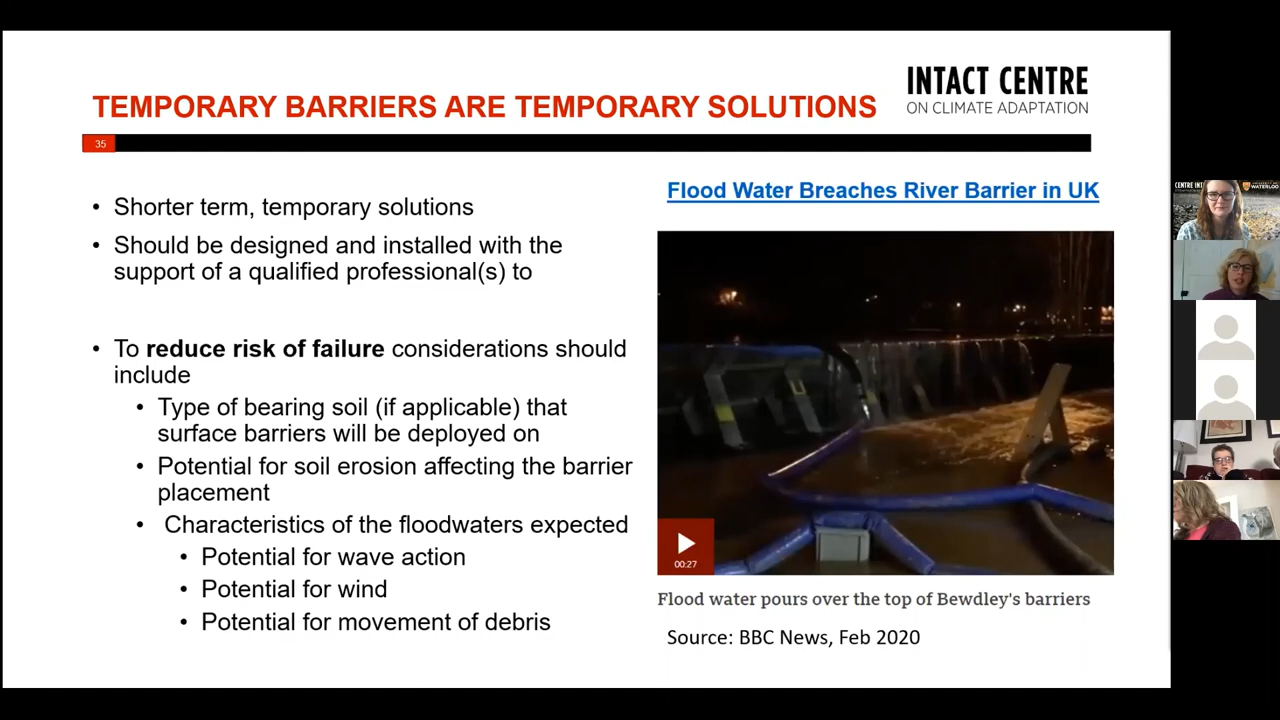 INTACT CENTRE
ON CLIMATE ADAPTATION
TEMPORARY BARRIERS ARE TEMPORARY SOLUTIONS
35
• Shorter term, temporary solutions
• Should be designed and installed with the
support of a qualified professional(s) to
• To reduce risk of failure considerations should
include
• Type of bearing soil (if applicable) that
surface barriers will be deployed on
• Potential for soil erosion affecting the barrier
placement
• Characteristics of the floodwaters expected
• Potential for wave action
• Potential for wind
• Potential for movement of debris
Flood Water Breaches River Barrier in UK
00:27
Flood water pours over the top of Bewdley's barriers
Source: BBC News, Feb 2020
CENTRE IN
WATERLOO